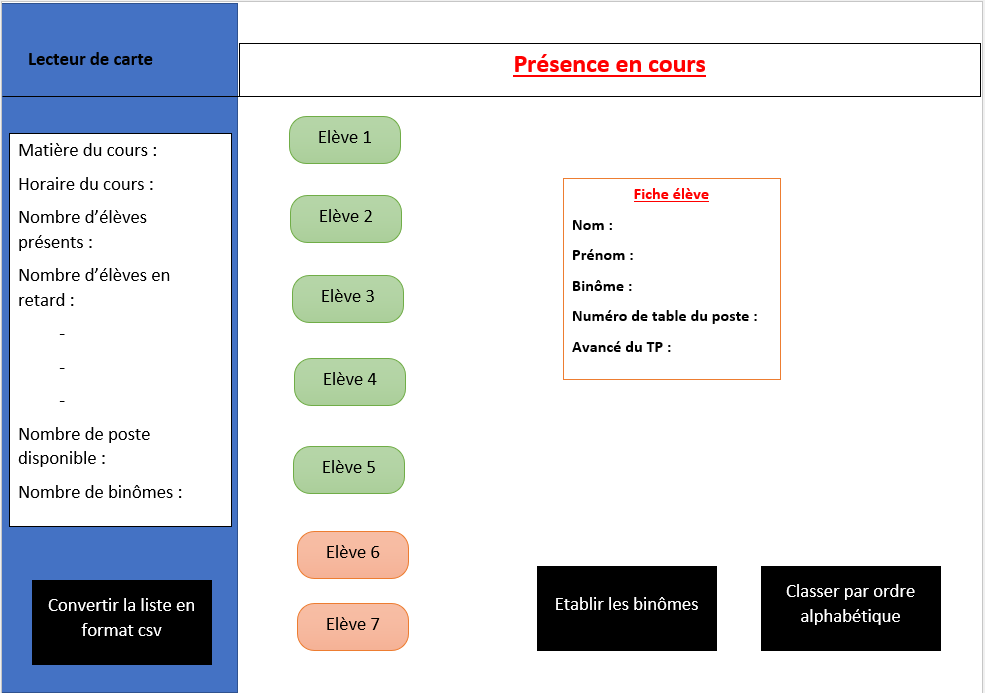 Lecteur de carte
Présence en cours
Matière du cours :
Horaire du cours :
Nombre d’élèves
présents :
Nombre d’élèves en
retard :
-
-
-
Nombre de poste
disponible :
Nombre de binômes :
Convertir la liste en
format csv
Elève 1
Elève 2
Elève 3
Elève 4
Elève 5
Elève 6
Elève 7
Fiche élève
Nom :
Prénom :
Binôme :
Numéro de table du poste :
Avancé du TP :
Etablir les binômes
Classer par ordre
alphabétique